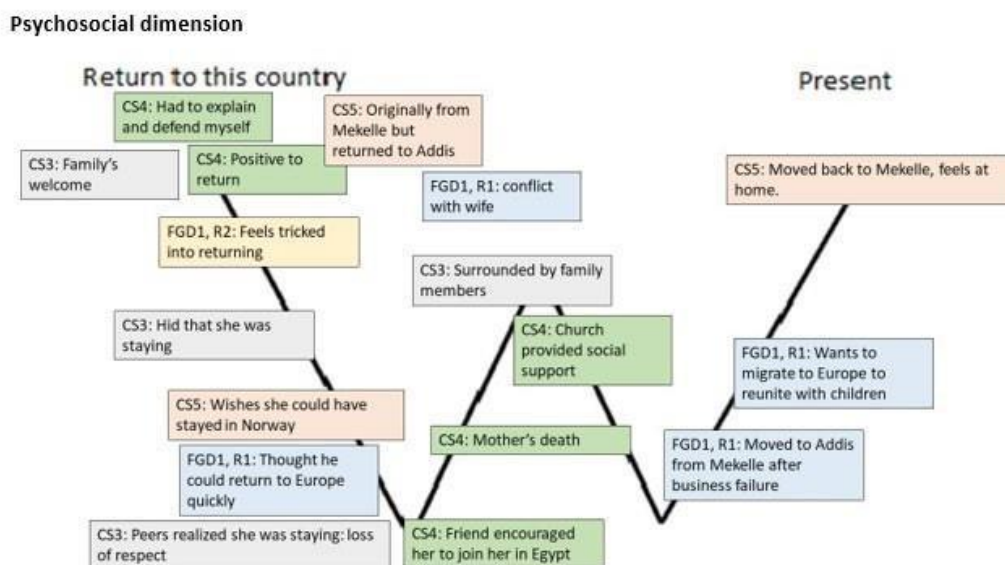 Psychosocial dimension
Return to this country
Present
CS4: Had to explain
and defend myself
CS5: Originally from
Mekelle but
returned to Addis
CS3: Family's
welcome
CS4: Positive to
return
CS5: Moved back to Mekelle, feels at
home.
FGD1, R1: conflict
with wife
FGD1, R2: Feels tricked
into returning
CS3: Surrounded by family
members
CS3: Hid that she was
staying
CS4: Church
provided social
support
FGD1, R1: Wants to
migrate to Europe to
reunite with children
CS5: Wishes she could have
stayed in Norway
CS4: Mother's death
FGD1, R1: Moved to Addis
from Mekelle after
business failure
FGD1, R1: Thought he
could return to Europe
quickly
CS3: Peers realized she was staying: loss
of respect
CS4: Friend encouraged
her to join her in Egypt